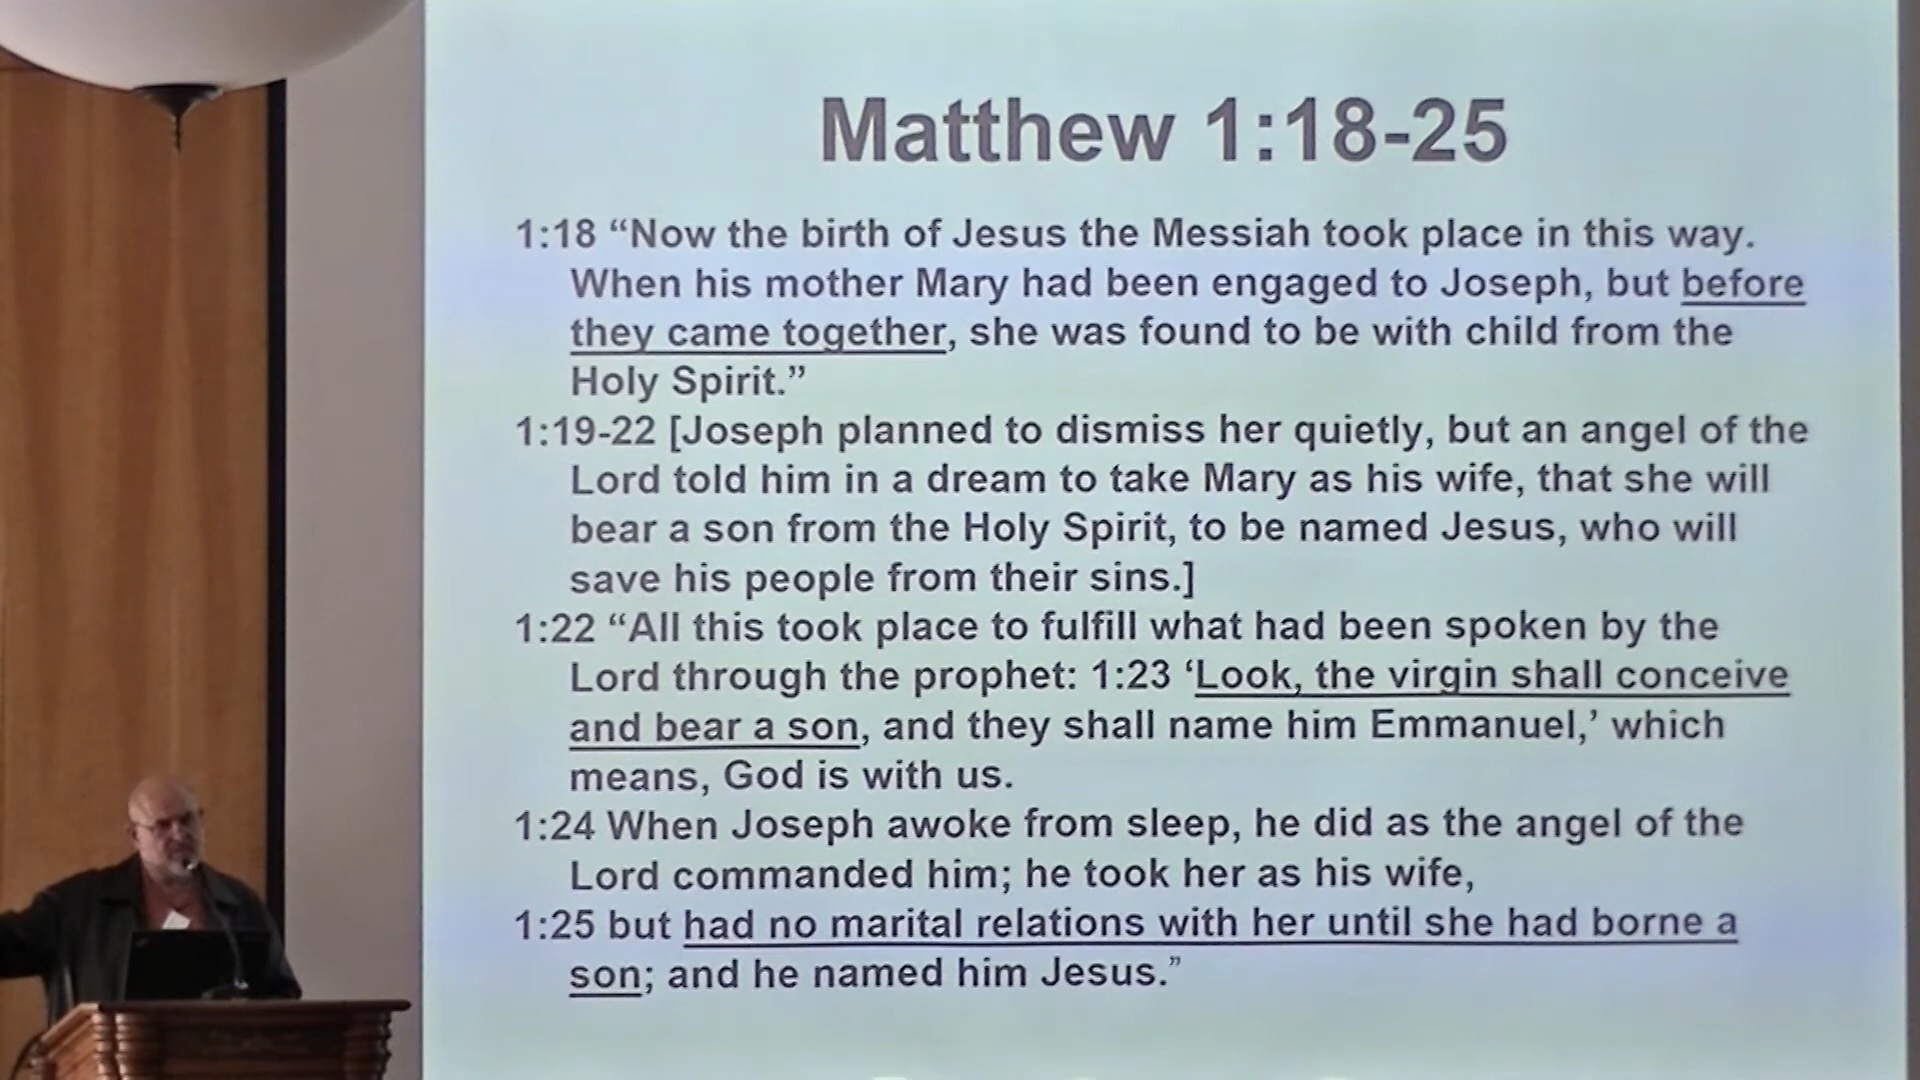 Matthew 1:18-25
1:18 “Now the birth of Jesus the Messiah took place in this way.
When his mother Mary had been engaged to Joseph, but before
they came together, she was found to be with child from the
Holy Spirit.”
1:19-22 [Joseph planned to dismiss her quietly, but an angel of the
Lord told him in a dream to take Mary as his wife, that she will
bear a son from the Holy Spirit, to be named Jesus, who will
save his people from their sins.]
1:22 “All this took place to fulfill what had been spoken by the
Lord through the prophet: 1:23 ‘Look, the virgin shall conceive
and bear a son, and they shall name him Emmanuel,’ which
means, God is with us.
1:24 When Joseph awoke from sleep, he did as the angel of the
Lord commanded him; he took her as his wife,
1:25 but had no marital relations with her until she had borne a
son; and he named him Jesus.”